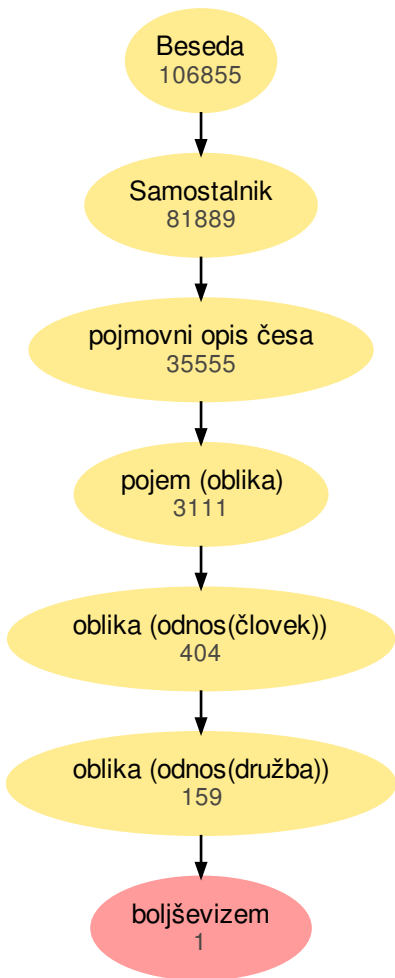 Beseda
106855
Samostalnik
81889
pojmovni opis česa
35555
pojem (oblika)
3111
oblika (odnos(človek))
404
oblika (odnos(družba))
159
boljševizem
1